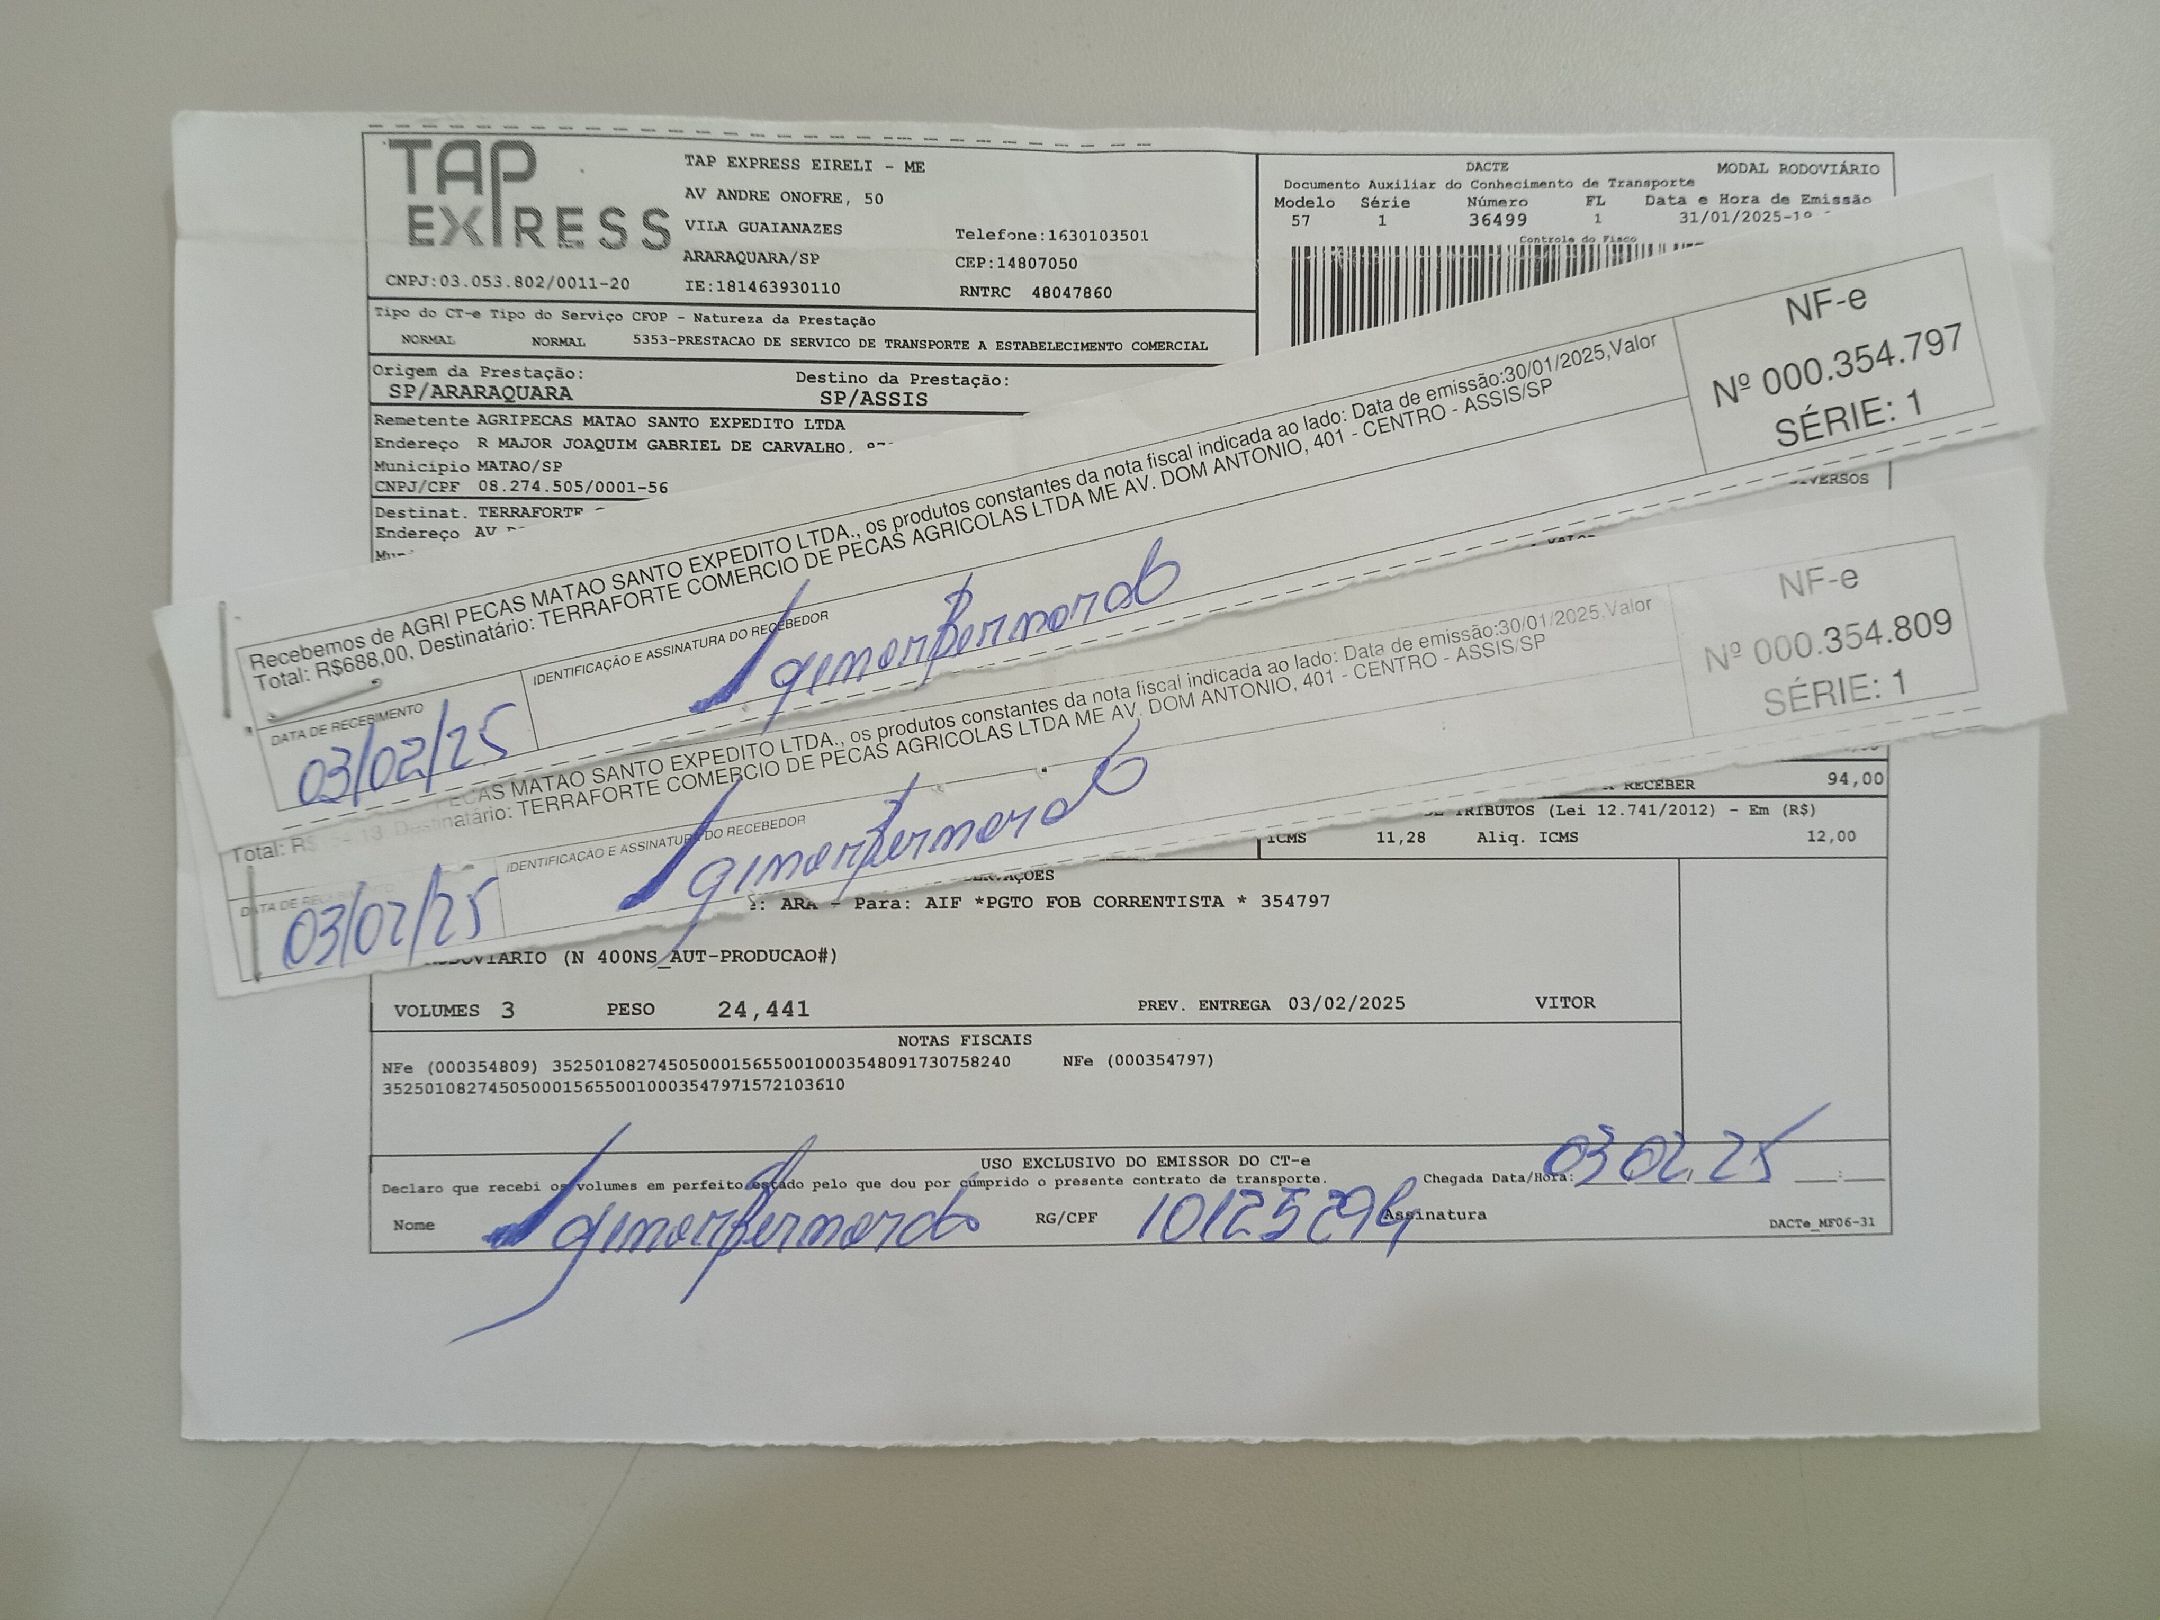 TAP EXPRESS
TAP EXPRESS EIRELI - ME
AV ANDRE ONOFRE, 50
VILA GUAIANAZES
Telefone:1630103501
ARARAQUARA/SP
CEP:14807050
CNPJ:03.053.802/0011-20
IE:181463930110
RNTRC 48047860
DACTE
MODAL RODOVIÁRIO
Documento Auxiliar do Conhecimento de Transporte
Modelo Série Número FL Data e Hora de Emissão
57 1 36499 1 31/01/2025
Controle do Fisco
Tipo do CT-e Tipo do Serviço CFOP - Natureza da Prestação
NORMAL NORMAL 5353-PRESTACAO DE SERVICO DE TRANSPORTE A ESTABELECIMENTO COMERCIAL
Origem da Prestação: Destino da Prestação:
SP/ARARAQUARA SP/ASSIS
Remetente AGRIPECAS MATAO SANTO EXPEDITO LTDA
Endereço R MAJOR JOAQUIM GABRIEL DE CARVALHO,
Município MATAO/SP
CNPJ/CPF 08.274.505/0001-56
Destinat. TERRAFORTE
Endereço AV
Recebemos de AGRI PECAS MATAO SANTO EXPEDITO LTDA., os produtos constantes da nota fiscal indicada ao lado: Data de emissão:30/01/2025,Valor
Total: R$688,00, Destinatário: TERRAFORTE COMERCIO DE PECAS AGRICOLAS LTDA ME AV. DOM ANTONIO, 401 - CENTRO - ASSIS/SP
DATA DE RECEBIMENTO
03/02/25
IDENTIFICAÇÃO E ASSINATURA DO RECEBEDOR
NF-e
Nº 000.354.797
SÉRIE: 1
PECAS MATAO SANTO EXPEDITO LTDA., os produtos constantes da nota fiscal indicada ao lado: Data de emissão:30/01/2025,Valor
Total: Destinatário: TERRAFORTE COMERCIO DE PECAS AGRICOLAS LTDA ME AV. DOM ANTONIO, 401 - CENTRO - ASSIS/SP
03/02/25
IDENTIFICAÇÃO E ASSINATURA DO RECEBEDOR
NF-e
Nº 000.354.809
SÉRIE: 1
RECEBER 94,00
TRIBUTOS (Lei 12.741/2012) - Em (R$)
ICMS 11,28 Aliq. ICMS 12,00
ARA - Para: AIF *PGTO FOB CORRENTISTA * 354797
(N 400NS_AUT-PRODUCAO#)
VOLUMES 3 PESO 24,441 PREV. ENTREGA 03/02/2025 VITOR
NOTAS FISCAIS
NFe (000354809) 35250108274505000156550010003548091730758240 NFe (000354797)
35250108274505000156550010003547971572103610
USO EXCLUSIVO DO EMISSOR DO CT-e
Declaro que recebi os volumes em perfeito estado pelo que dou por cumprido o presente contrato de transporte. Chegada Data/Hora: 03 02 25
Nome RG/CPF Assinatura
DACTe_MF06-31